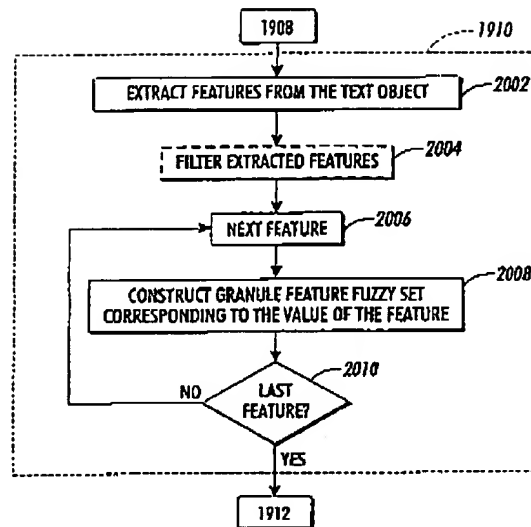 1908
1910
EXTRACT FEATURES FROM THE TEXT OBJECT
2002
FILTER EXTRACTED FEATURES
2004
NEXT FEATURE
2006
CONSTRUCT GRANULE FEATURE FUZZY SET
CORRESPONDING TO THE VALUE OF THE FEATURE
2008
LAST
FEATURE?
2010
NO
YES
1912